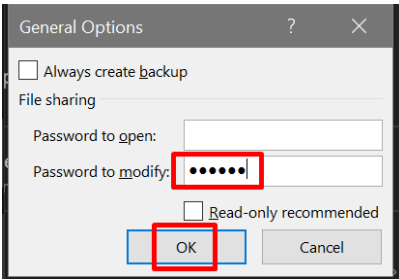 General Options ? ×
Always create backup
File sharing
Password to open:
Password to modify: ••••••
Read-only recommended
OK Cancel